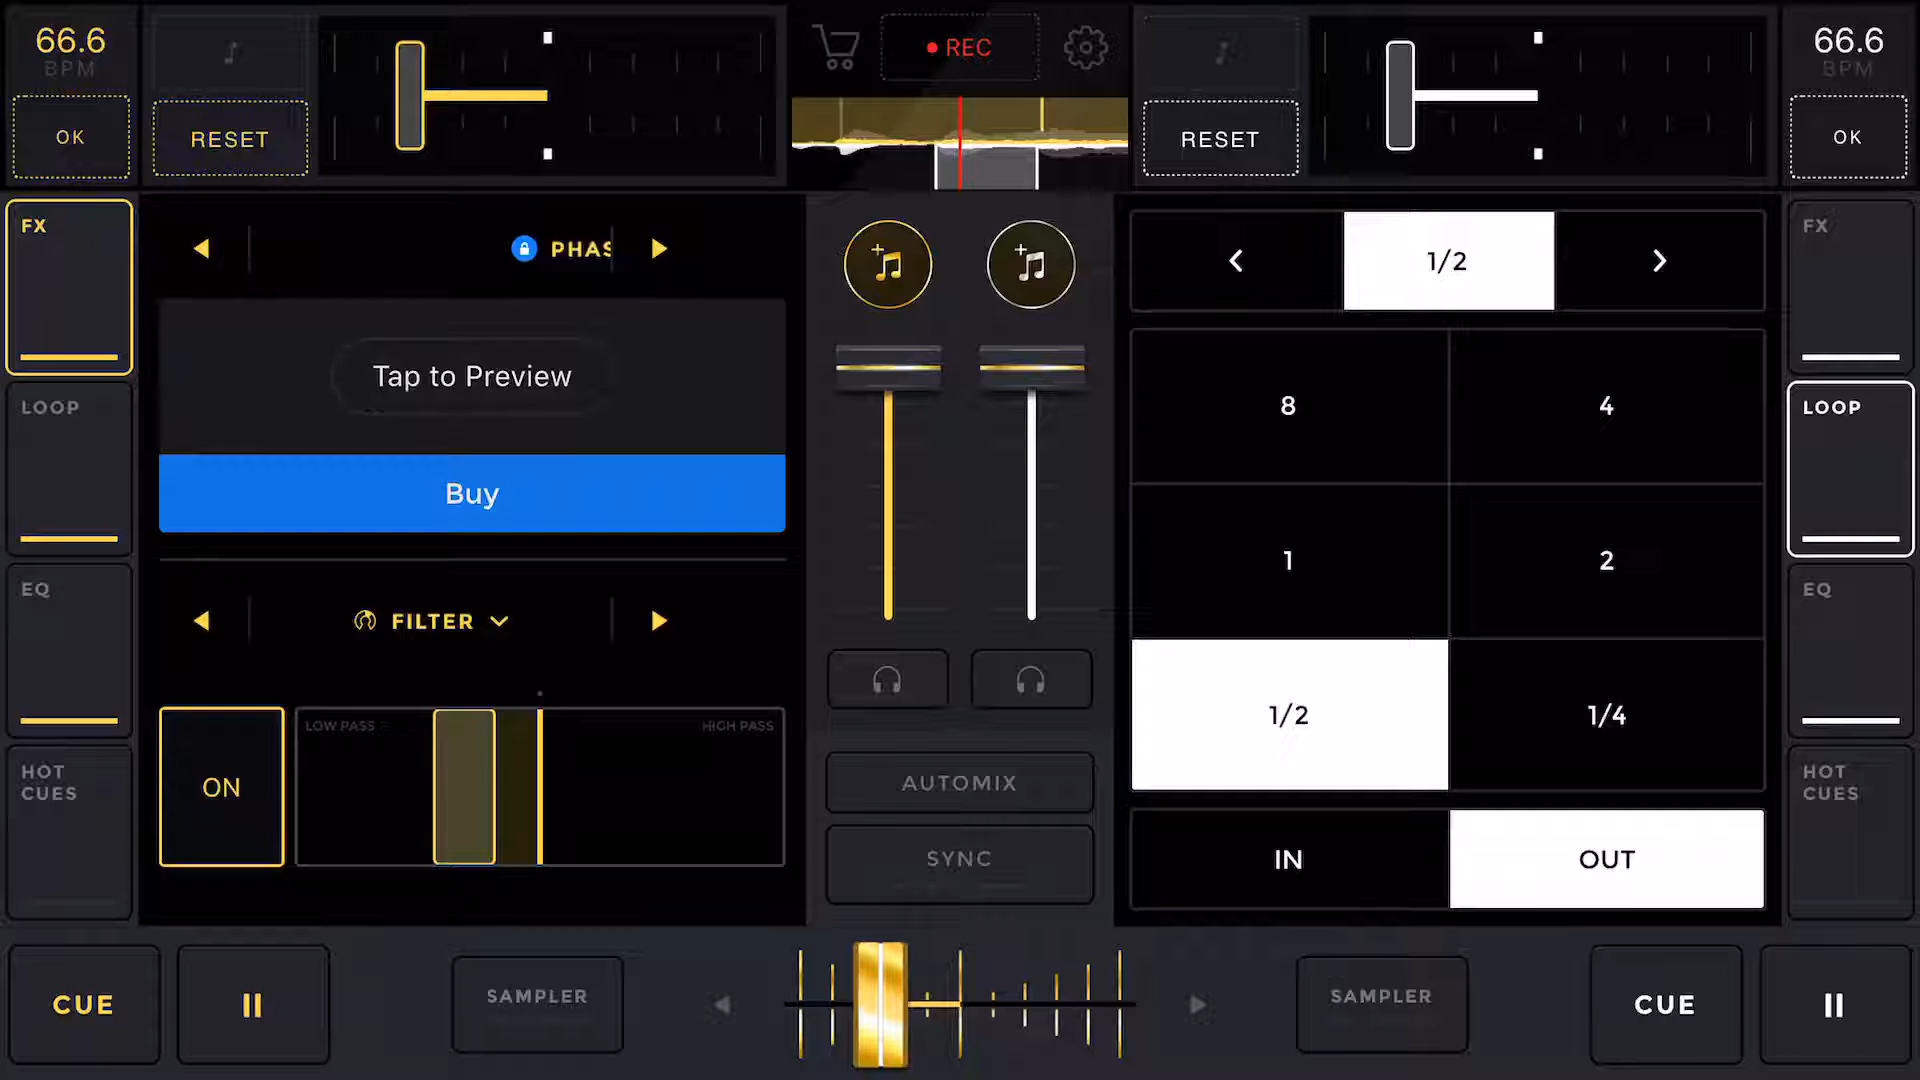 66.6
BPM
OK
RESET
REC
RESET
66.6
BPM
OK
FX
LOOP
EQ
HOT
CUES
PHAS
Tap to Preview
Buy
FILTER
ON
LOW PASS
HIGH PASS
AUTOMIX
SYNC
1/2
8
4
1
2
1/2
1/4
IN
OUT
FX
LOOP
EQ
HOT
CUES
CUE
SAMPLER
SAMPLER
CUE